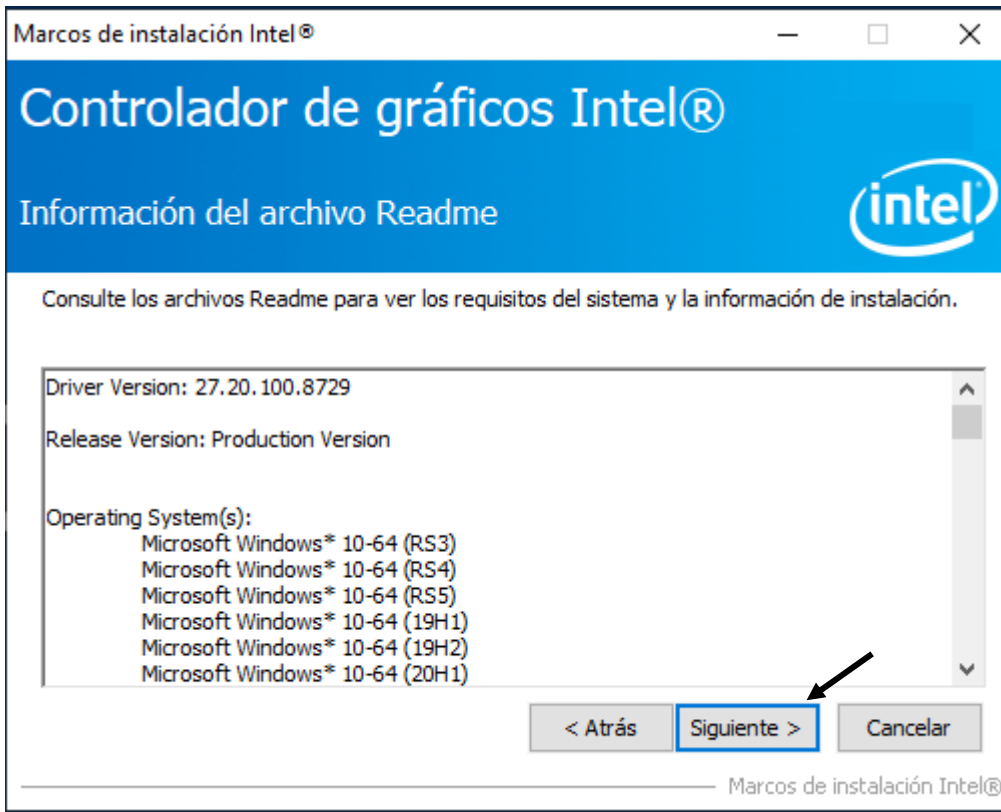 Marcos de instalación Intel®
Controlador de gráficos Intel®
Información del archivo Readme
intel
Consulte los archivos Readme para ver los requisitos del sistema y la información de instalación.
Driver Version: 27.20.100.8729
Release Version: Production Version
Operating System(s):
Microsoft Windows* 10-64 (RS3)
Microsoft Windows* 10-64 (RS4)
Microsoft Windows* 10-64 (RS5)
Microsoft Windows* 10-64 (19H1)
Microsoft Windows* 10-64 (19H2)
Microsoft Windows* 10-64 (20H1)
< Atrás Siguiente > Cancelar
Marcos de instalación Intel®